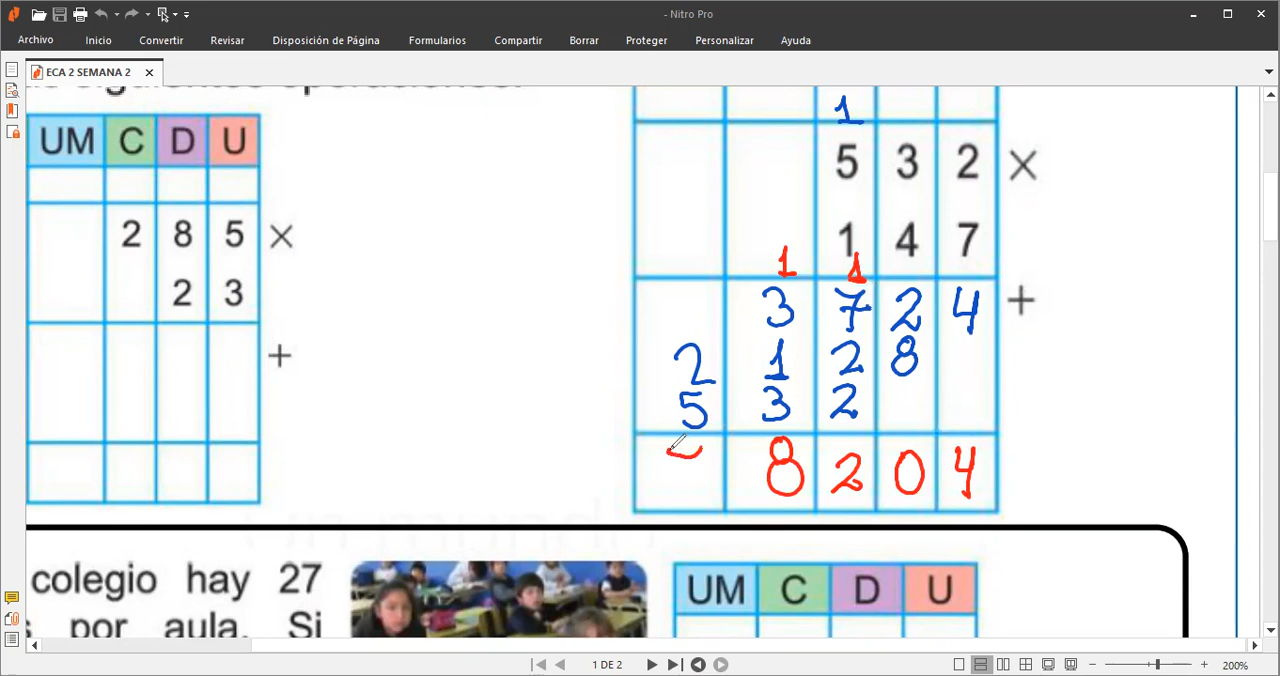 - Nitro Pro
Archivo Inicio Convertir Revisar Disposición de Página Formularios Compartir Borrar Proteger Personalizar Ayuda
ECA 2 SEMANA 2
siguientes operaciones.
UM C D U
2 8 5 ×
2 3
+
1
5 3 2 ×
1 4 7
1 1
3 7 2 4 +
2 1 2 8
5 3 2
8 2 0 4
colegio hay 27
s por aula. Si
UM C D U
1 DE 2
200%